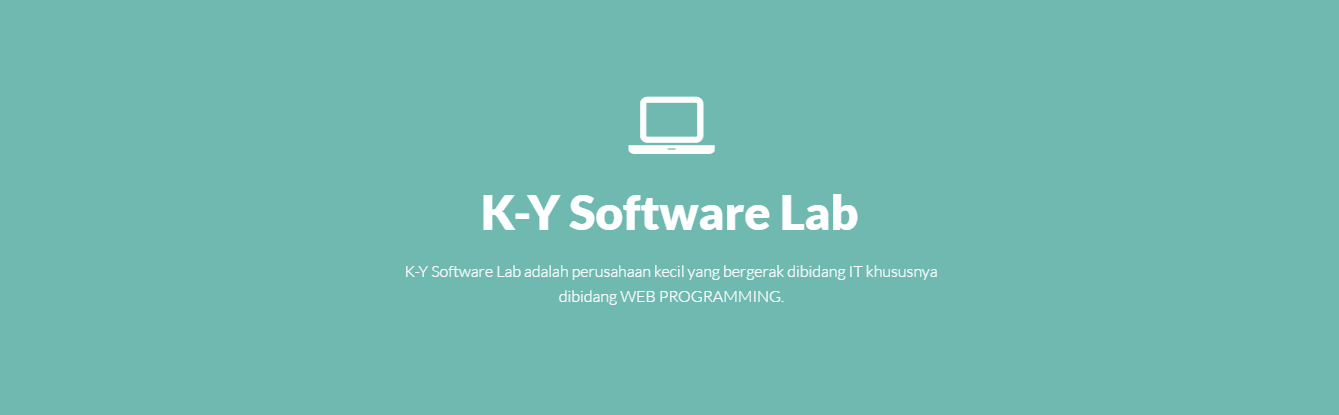 K-Y Software Lab
K-Y Software Lab adalah perusahaan kecil yang bergerak dibidang IT khususnya
dibidang WEB PROGRAMMING.